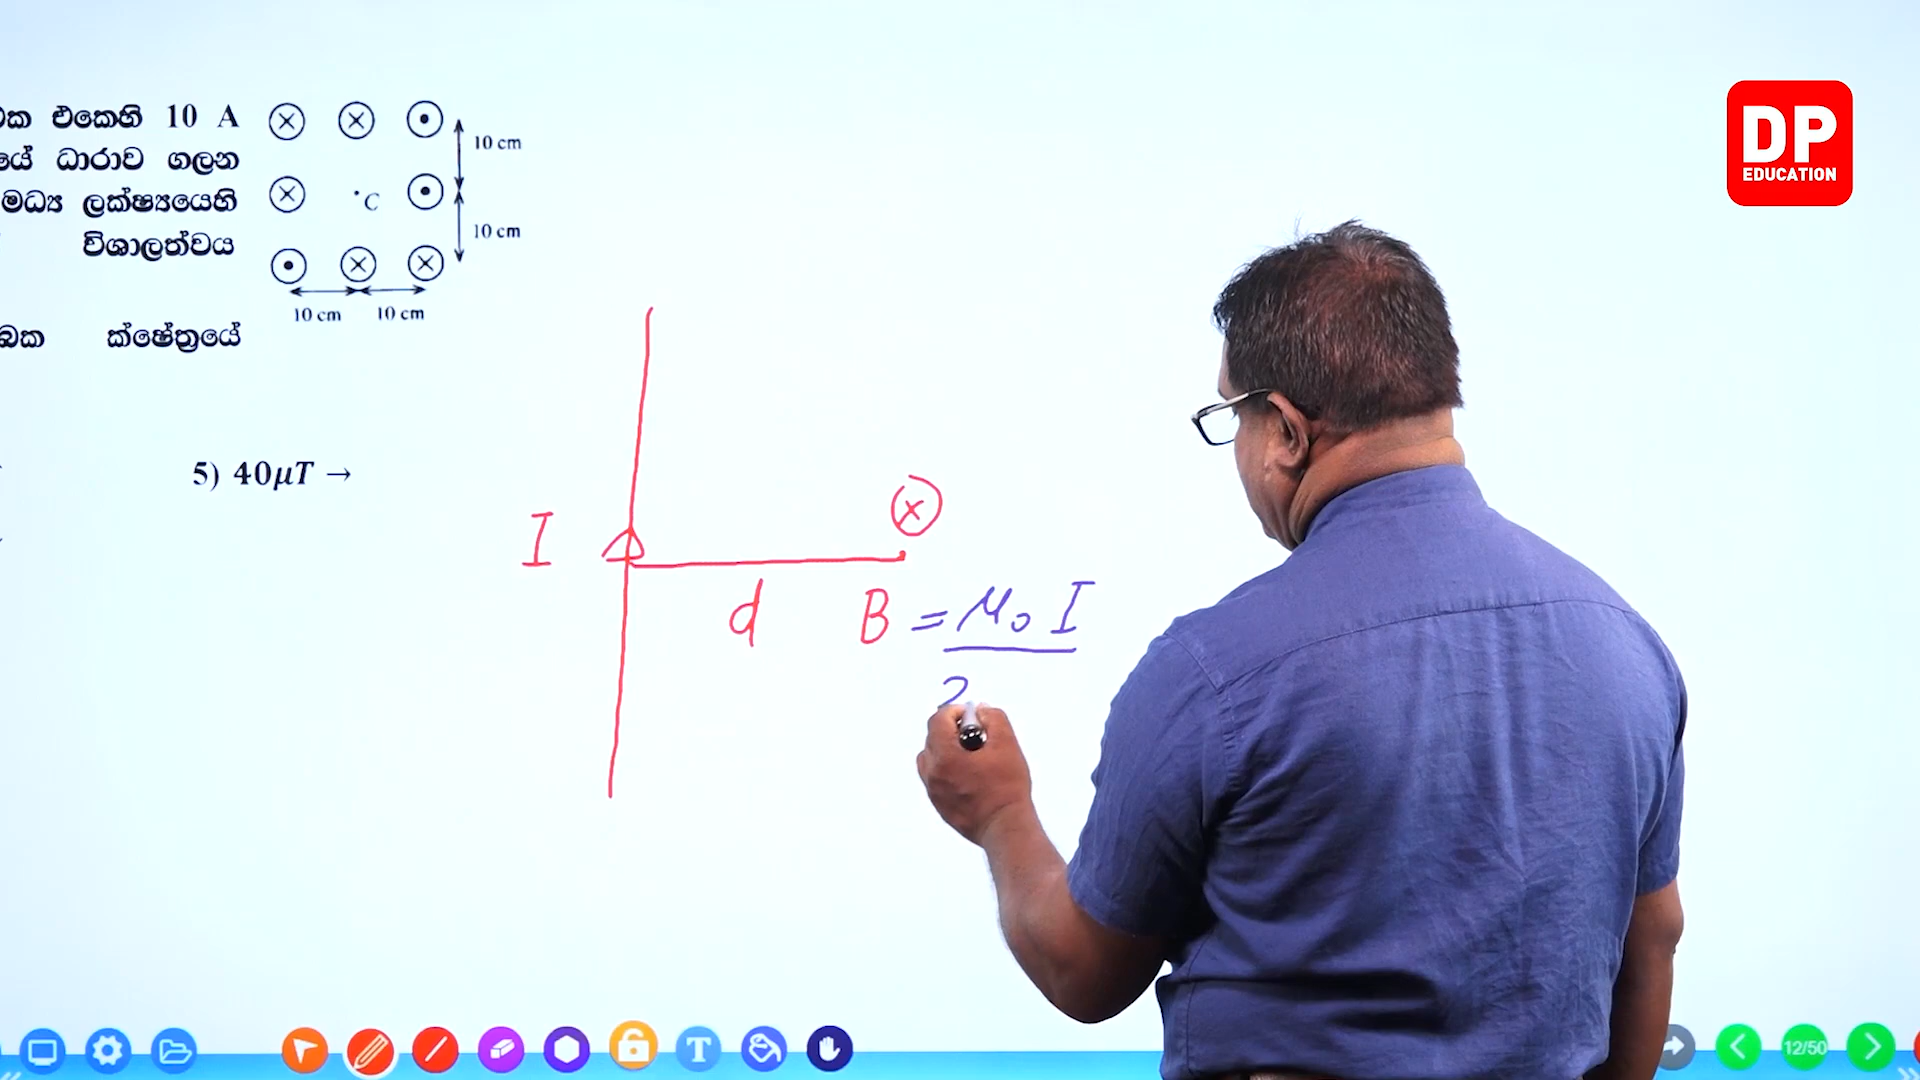 එකෙහි 10 A
ධාරාව ගලන
මධ්‍ය ලක්ෂ්‍යයෙහි
විශාලත්වය
ක්ෂේත්‍රයේ
C
10 cm
10 cm
10 cm 10 cm
5) 40μT →
I
d
B = μ₀ I
2
DP
EDUCATION
T
12/50